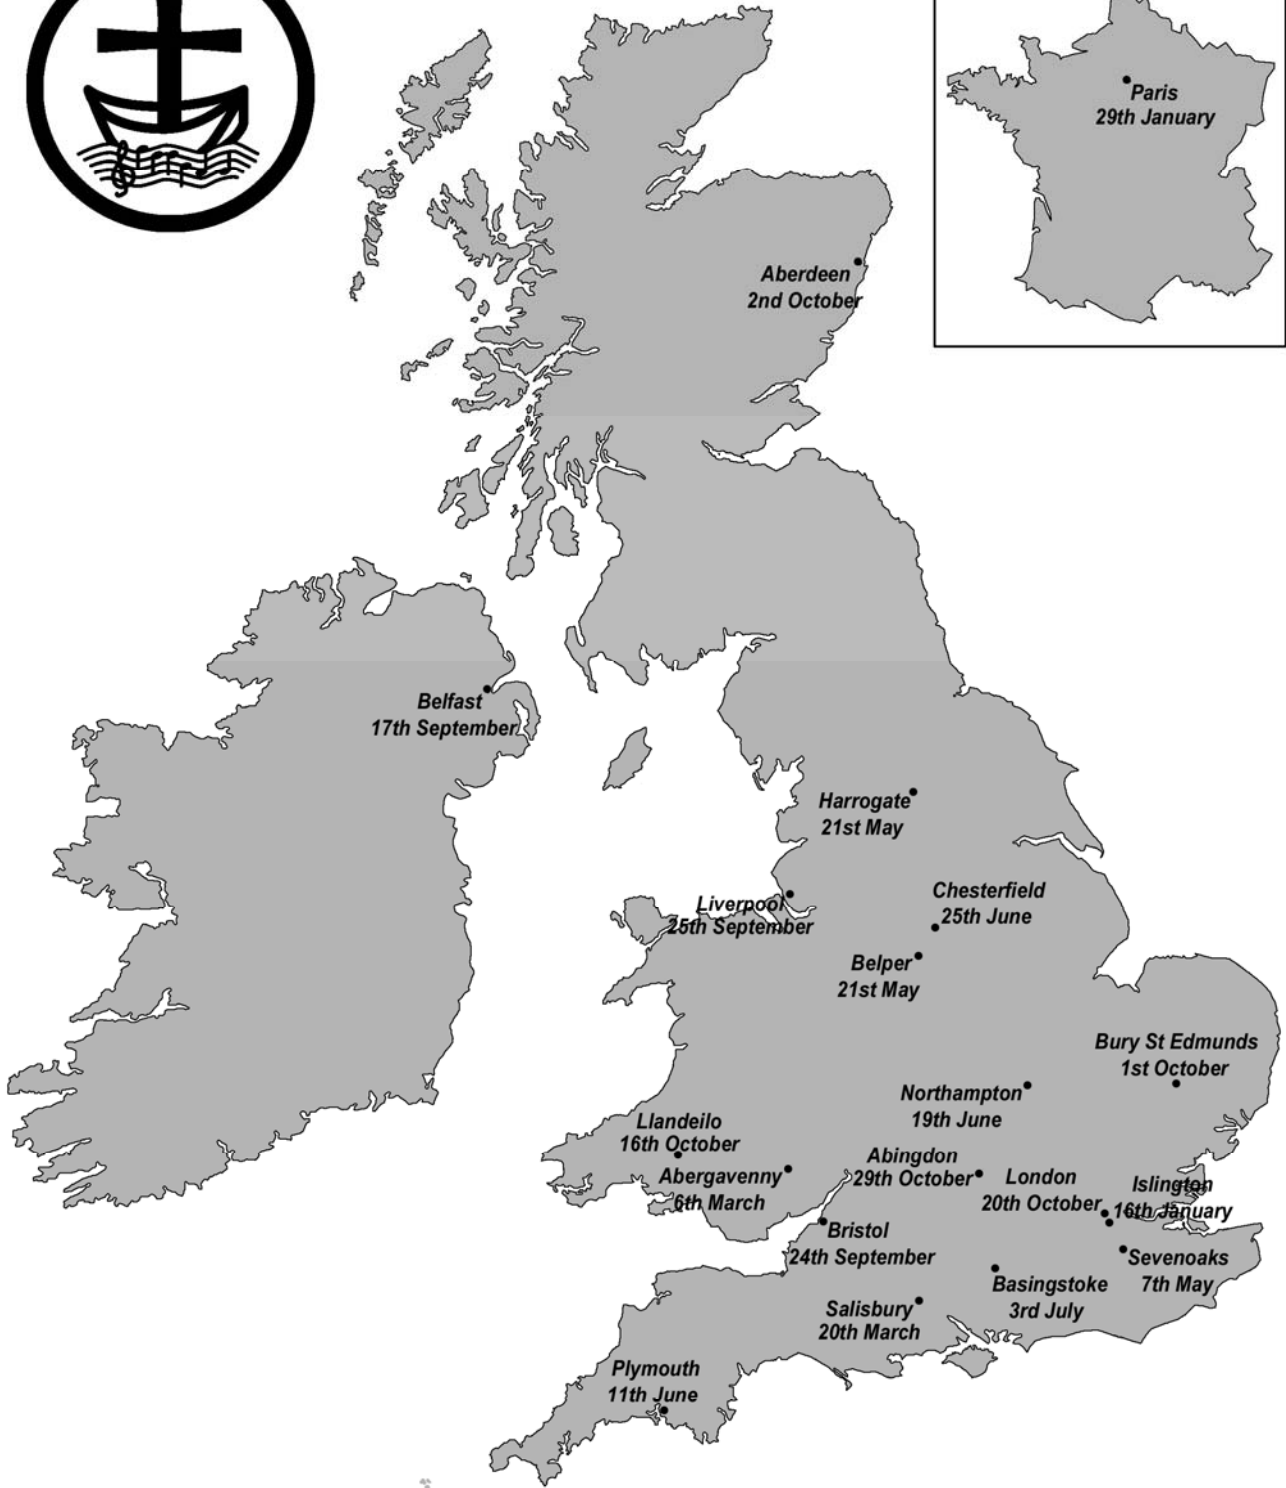 Paris
29th January
Aberdeen
2nd October
Belfast
17th September
Harrogate
21st May
Liverpool
25th September
Chesterfield
25th June
Belper
21st May
Bury St Edmunds
1st October
Northampton
19th June
Llandeilo
16th October
Abergavenny
6th March
Abingdon
29th October
London
20th October
Islington
16th January
Bristol
24th September
Sevenoaks
7th May
Basingstoke
3rd July
Salisbury
20th March
Plymouth
11th June